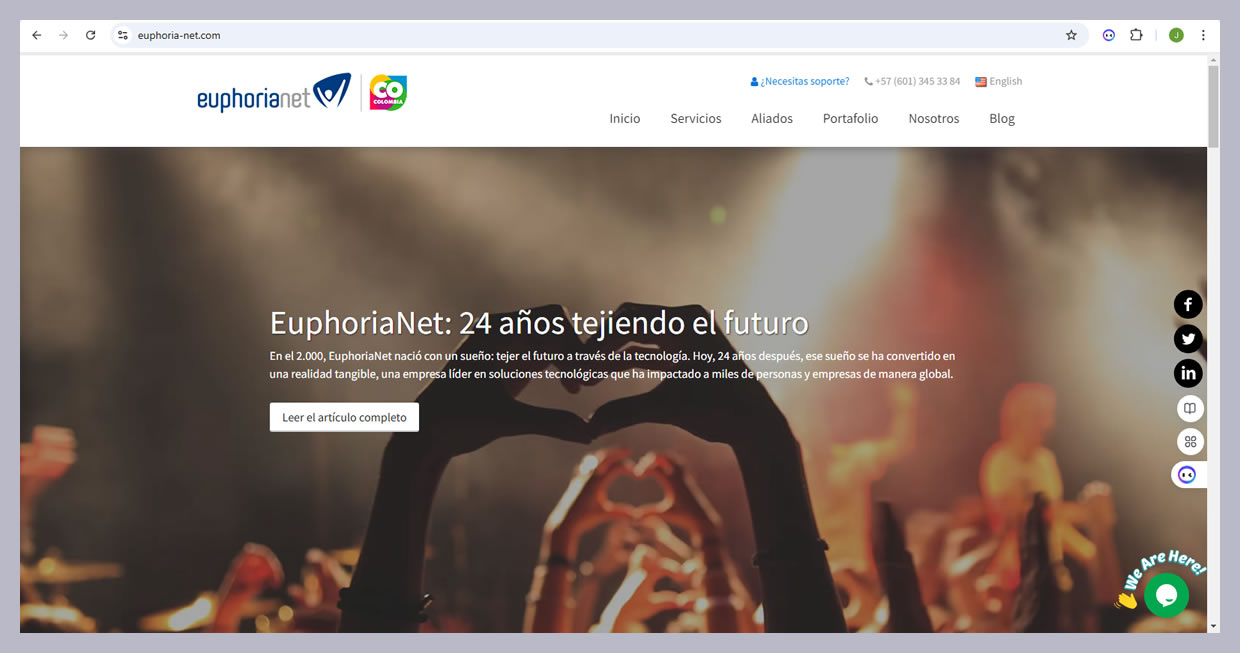 euphoria-net.com
J
¿Necesitas soporte?
+57 (601) 345 33 84
English
euphorianet
CO
COLOMBIA
Inicio
Servicios
Aliados
Portafolio
Nosotros
Blog
EuphoriaNet: 24 años tejiendo el futuro
En el 2.000, EuphoriaNet nació con un sueño: tejer el futuro a través de la tecnología. Hoy, 24 años después, ese sueño se ha convertido en
una realidad tangible, una empresa líder en soluciones tecnológicas que ha impactado a miles de personas y empresas de manera global.
Leer el artículo completo
f
in
We Are Here!